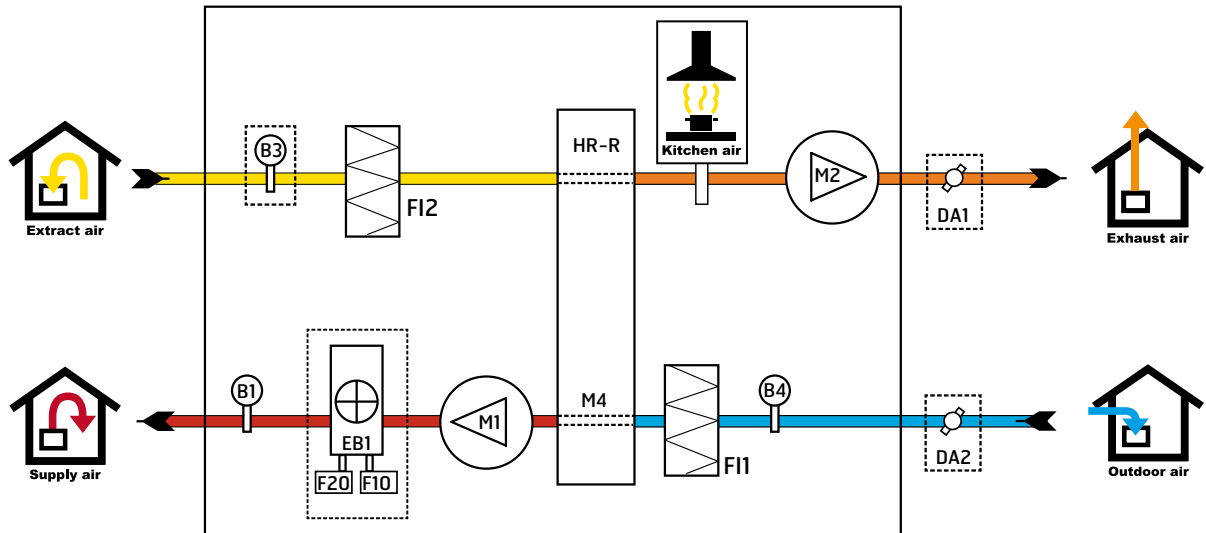 B3
FI2
HR-R
Kitchen air
M2
DA1
Extract air
Exhaust air
B1
EB1
F20
F10
M1
M4
FI1
B4
DA2
Supply air
Outdoor air